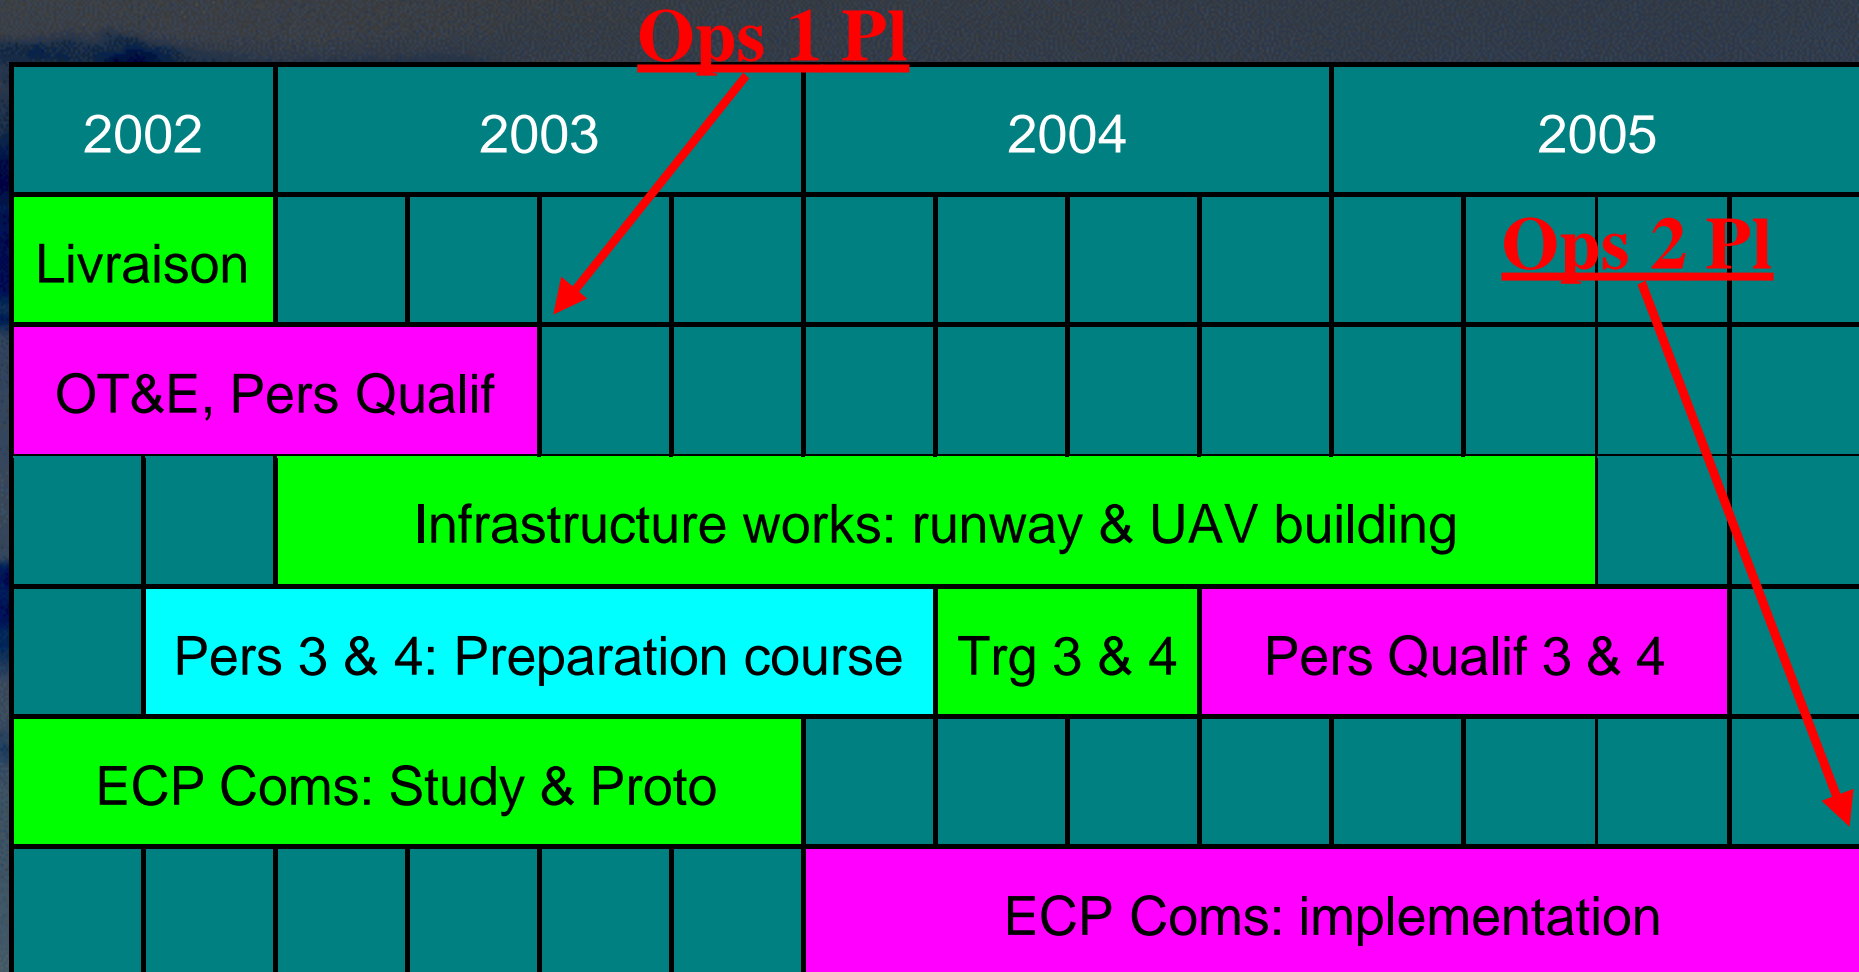 Ops 1 Pl
2002 2003 2004 2005
Livraison
Ops 2 Pl
OT&E, Pers Qualif
Infrastructure works: runway & UAV building
Pers 3 & 4: Preparation course Trg 3 & 4 Pers Qualif 3 & 4
ECP Coms: Study & Proto
ECP Coms: implementation